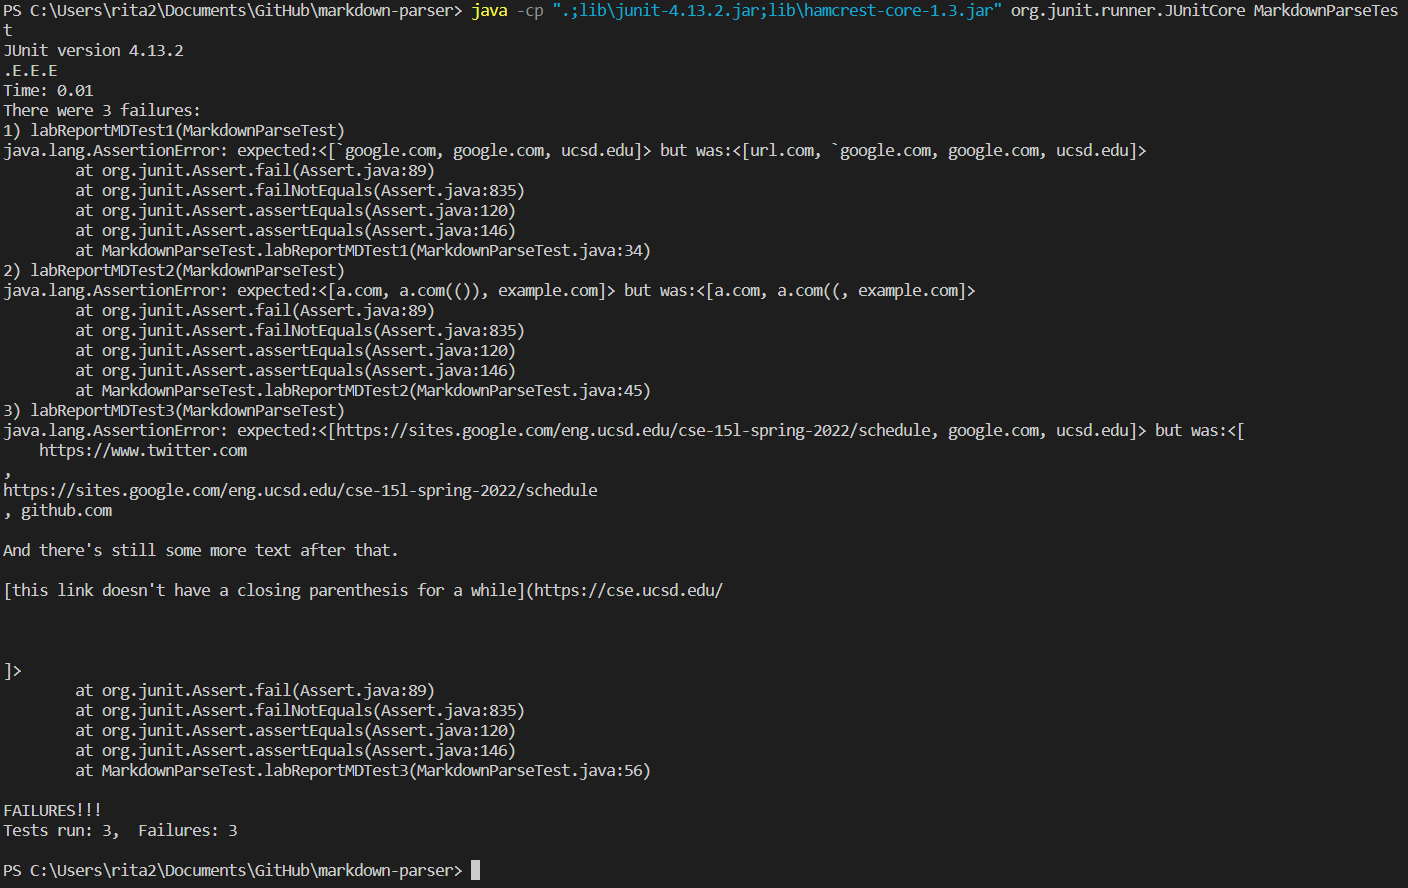 PS C:\Users\rita2\Documents\GitHub\markdown-parser> java -cp ".;lib\junit-4.13.2.jar;lib\hamcrest-core-1.3.jar" org.junit.runner.JUnitCore MarkdownParseTes
t
JUnit version 4.13.2
.E.E.E
Time: 0.01
There were 3 failures:
1) labReportMDTest1(MarkdownParseTest)
java.lang.AssertionError: expected:<[`google.com, google.com, ucsd.edu]> but was:<[url.com, `google.com, google.com, ucsd.edu]>
        at org.junit.Assert.fail(Assert.java:89)
        at org.junit.Assert.failNotEquals(Assert.java:835)
        at org.junit.Assert.assertEquals(Assert.java:120)
        at org.junit.Assert.assertEquals(Assert.java:146)
        at MarkdownParseTest.labReportMDTest1(MarkdownParseTest.java:34)
2) labReportMDTest2(MarkdownParseTest)
java.lang.AssertionError: expected:<[a.com, a.com(()), example.com]> but was:<[a.com, a.com((, example.com]>
        at org.junit.Assert.fail(Assert.java:89)
        at org.junit.Assert.failNotEquals(Assert.java:835)
        at org.junit.Assert.assertEquals(Assert.java:120)
        at org.junit.Assert.assertEquals(Assert.java:146)
        at MarkdownParseTest.labReportMDTest2(MarkdownParseTest.java:45)
3) labReportMDTest3(MarkdownParseTest)
java.lang.AssertionError: expected:<[https://sites.google.com/eng.ucsd.edu/cse-15l-spring-2022/schedule, google.com, ucsd.edu]> but was:<[
    https://www.twitter.com
,
https://sites.google.com/eng.ucsd.edu/cse-15l-spring-2022/schedule
, github.com

And there's still some more text after that.

[this link doesn't have a closing parenthesis for a while](https://cse.ucsd.edu/



]>
        at org.junit.Assert.fail(Assert.java:89)
        at org.junit.Assert.failNotEquals(Assert.java:835)
        at org.junit.Assert.assertEquals(Assert.java:120)
        at org.junit.Assert.assertEquals(Assert.java:146)
        at MarkdownParseTest.labReportMDTest3(MarkdownParseTest.java:56)

FAILURES!!!
Tests run: 3,  Failures: 3

PS C:\Users\rita2\Documents\GitHub\markdown-parser>